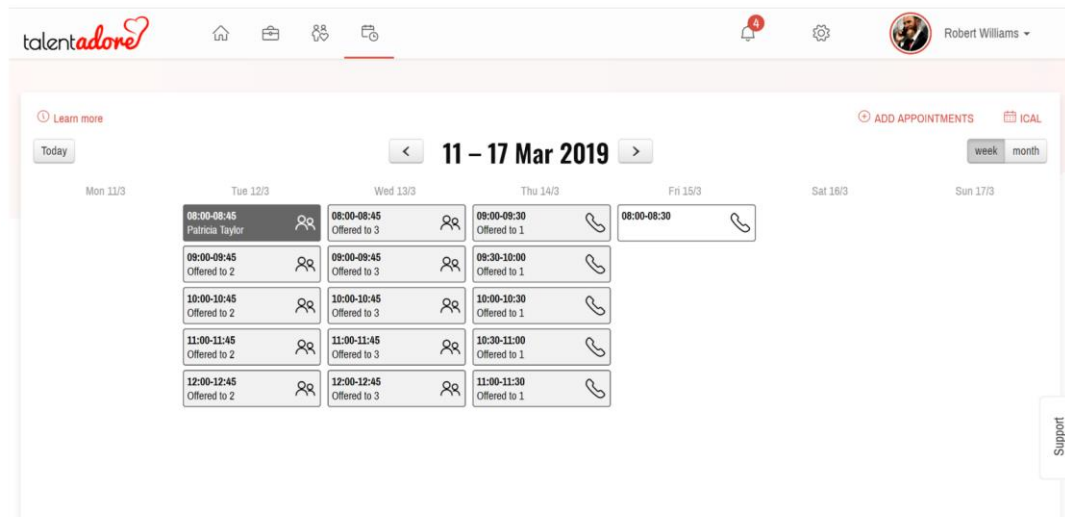 talentadore
4
Robert Williams
Learn more
ADD APPOINTMENTS
ICAL
Today
<
11 – 17 Mar 2019
>
week
month
Mon 11/3
Tue 12/3
Wed 13/3
Thu 14/3
Fri 15/3
Sat 16/3
Sun 17/3
08:00-08:45
Patricia Taylor
08:00-08:45
Offered to 3
09:00-09:30
Offered to 1
08:00-08:30
09:00-09:45
Offered to 2
09:00-09:45
Offered to 3
09:30-10:00
Offered to 1
10:00-10:45
Offered to 2
10:00-10:45
Offered to 3
10:00-10:30
Offered to 1
11:00-11:45
Offered to 2
11:00-11:45
Offered to 3
10:30-11:00
Offered to 1
12:00-12:45
Offered to 2
12:00-12:45
Offered to 3
11:00-11:30
Offered to 1
Support